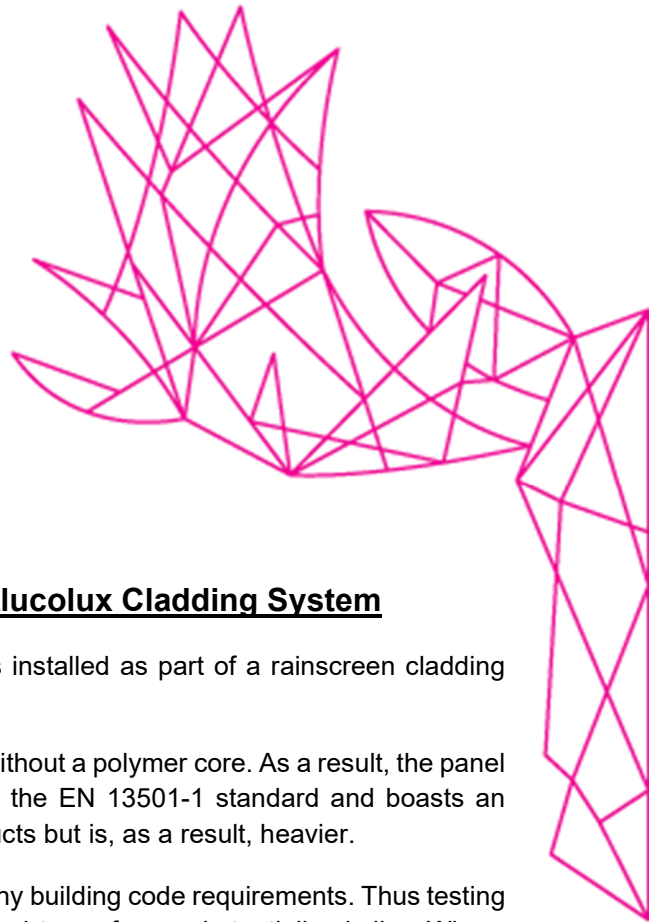 lucolux Cladding System
s installed as part of a rainscreen cladding
ithout a polymer core. As a result, the panel
the EN 13501-1 standard and boasts an
cts but is, as a result, heavier.
ny building code requirements. Thus testing